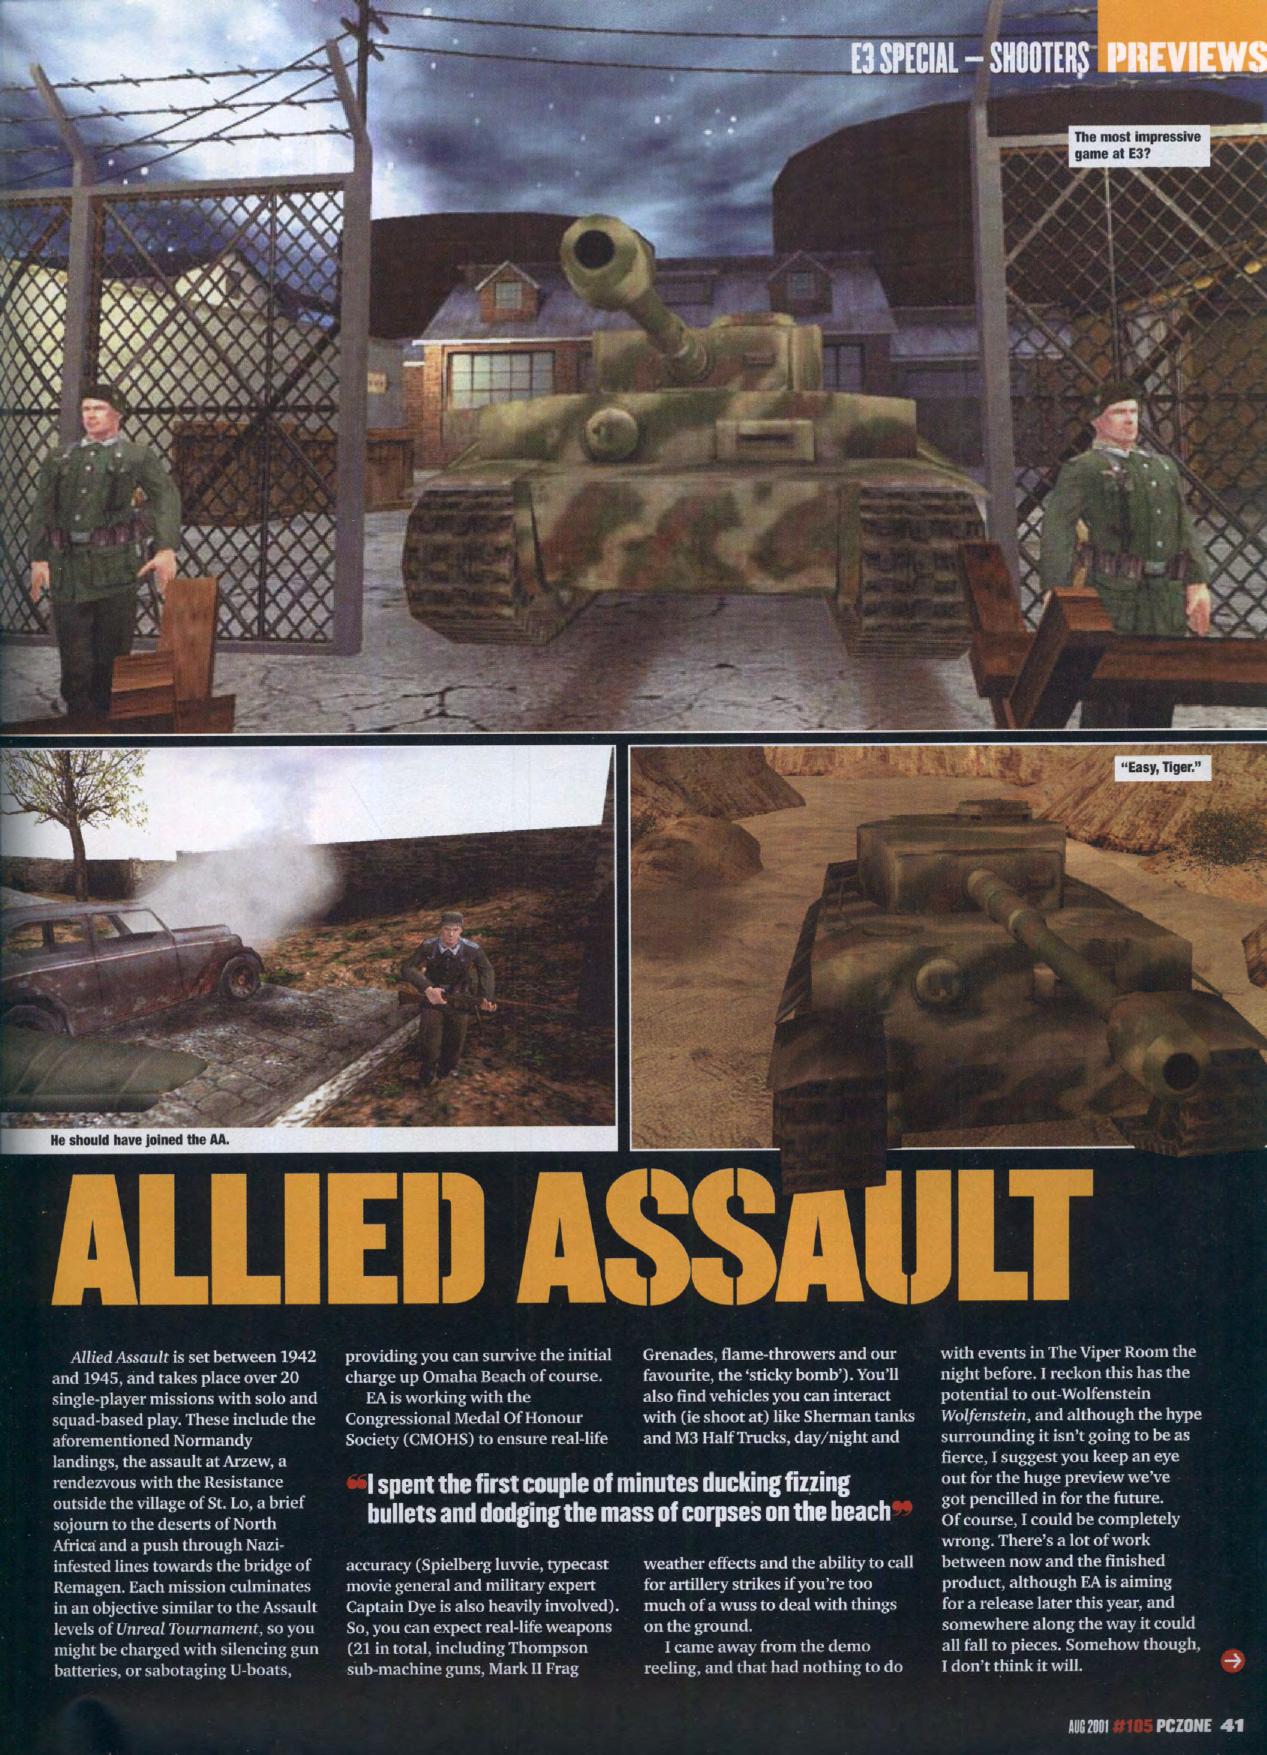 E3 SPECIAL – SHOOTERS PREVIEWS
The most impressive
game at E3?
"Easy, Tiger."
He should have joined the AA.
ALLIED ASSAULT
Allied Assault is set between 1942
and 1945, and takes place over 20
single-player missions with solo and
squad-based play. These include the
aforementioned Normandy
landings, the assault at Arzew, a
rendezvous with the Resistance
outside the village of St. Lo, a brief
sojourn to the deserts of North
Africa and a push through Nazi-
infested lines towards the bridge of
Remagen. Each mission culminates
in an objective similar to the Assault
levels of Unreal Tournament, so you
might be charged with silencing gun
batteries, or sabotaging U-boats,
providing you can survive the initial
charge up Omaha Beach of course.
EA is working with the
Congressional Medal Of Honour
Society (CMOHS) to ensure real-life
"I spent the first couple of minutes ducking fizzing
bullets and dodging the mass of corpses on the beach"
accuracy (Spielberg luvvie, typecast
movie general and military expert
Captain Dye is also heavily involved).
So, you can expect real-life weapons
(21 in total, including Thompson
sub-machine guns, Mark II Frag
Grenades, flame-throwers and our
favourite, the 'sticky bomb'). You'll
also find vehicles you can interact
with (ie shoot at) like Sherman tanks
and M3 Half Trucks, day/night and
weather effects and the ability to call
for artillery strikes if you're too
much of a wuss to deal with things
on the ground.
I came away from the demo
reeling, and that had nothing to do
with events in The Viper Room the
night before. I reckon this has the
potential to out-Wolfenstein
Wolfenstein, and although the hype
surrounding it isn't going to be as
fierce, I suggest you keep an eye
out for the huge preview we've
got pencilled in for the future.
Of course, I could be completely
wrong. There's a lot of work
between now and the finished
product, although EA is aiming
for a release later this year, and
somewhere along the way it could
all fall to pieces. Somehow though,
I don't think it will.
AUG 2001 #105 PCZONE 41